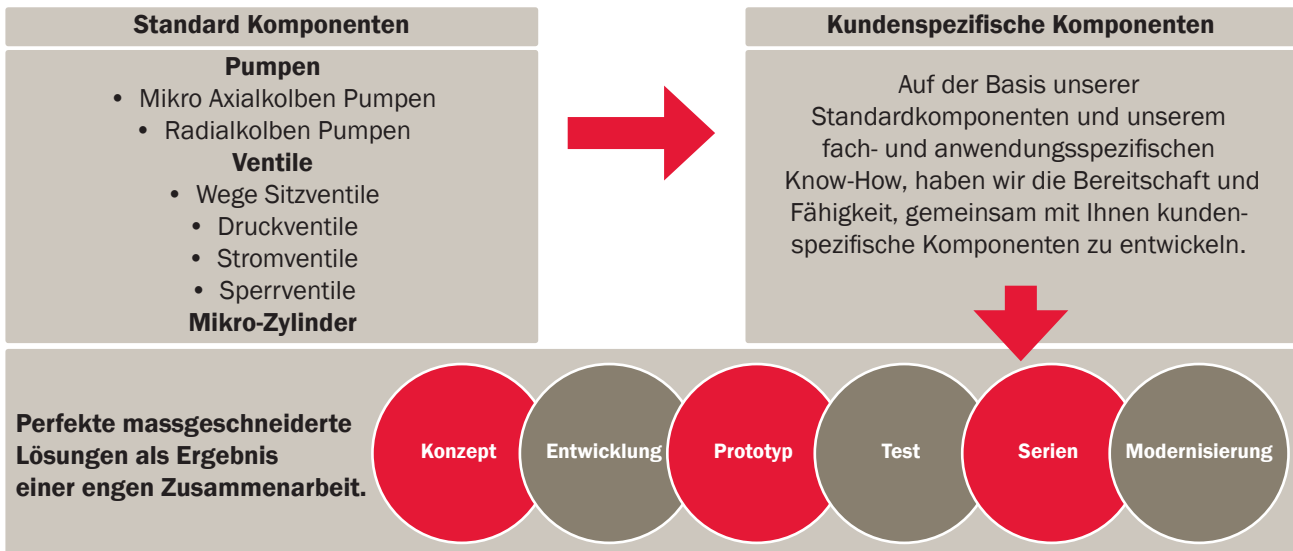 Standard Komponenten
Pumpen
• Mikro Axialkolben Pumpen
• Radialkolben Pumpen
Ventile
• Wege Sitzventile
• Druckventile
• Stromventile
• Sperrventile
Mikro-Zylinder
Kundenspezifische Komponenten
Auf der Basis unserer
Standardkomponenten und unserem
fach- und anwendungsspezifischen
Know-How, haben wir die Bereitschaft und
Fähigkeit, gemeinsam mit Ihnen kunden-
spezifische Komponenten zu entwickeln.
Perfekte massgeschneiderte
Lösungen als Ergebnis
einer engen Zusammenarbeit.
Konzept
Entwicklung
Prototyp
Test
Serien
Modernisierung